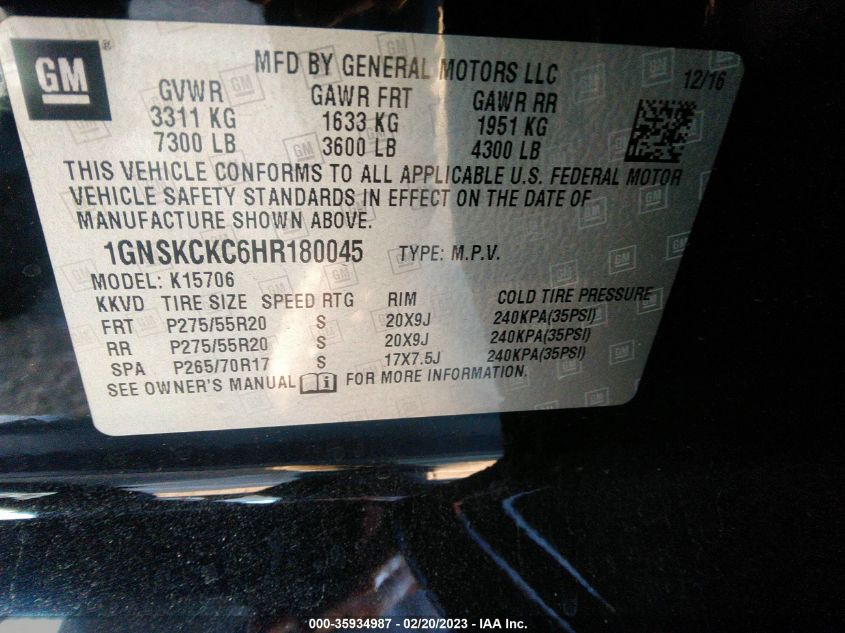 GM ®
MFD BY GENERAL MOTORS LLC
12/16
GVWR GAWR FRT GAWR RR
3311 KG 1633 KG 1951 KG
7300 LB 3600 LB 4300 LB
THIS VEHICLE CONFORMS TO ALL APPLICABLE U.S. FEDERAL MOTOR
VEHICLE SAFETY STANDARDS IN EFFECT ON THE DATE OF
MANUFACTURE SHOWN ABOVE.
1GNSKCKC6HR180045 TYPE: M.P.V.
MODEL: K15706
KKVD TIRE SIZE SPEED RTG RIM COLD TIRE PRESSURE
FRT P275/55R20 S 20X9J 240KPA(35PSI)
RR P275/55R20 S 20X9J 240KPA(35PSI)
SPA P265/70R17 S 17X7.5J 240KPA(35PSI)
SEE OWNER'S MANUAL i FOR MORE INFORMATION.
000-35934987 - 02/20/2023 - IAA Inc.